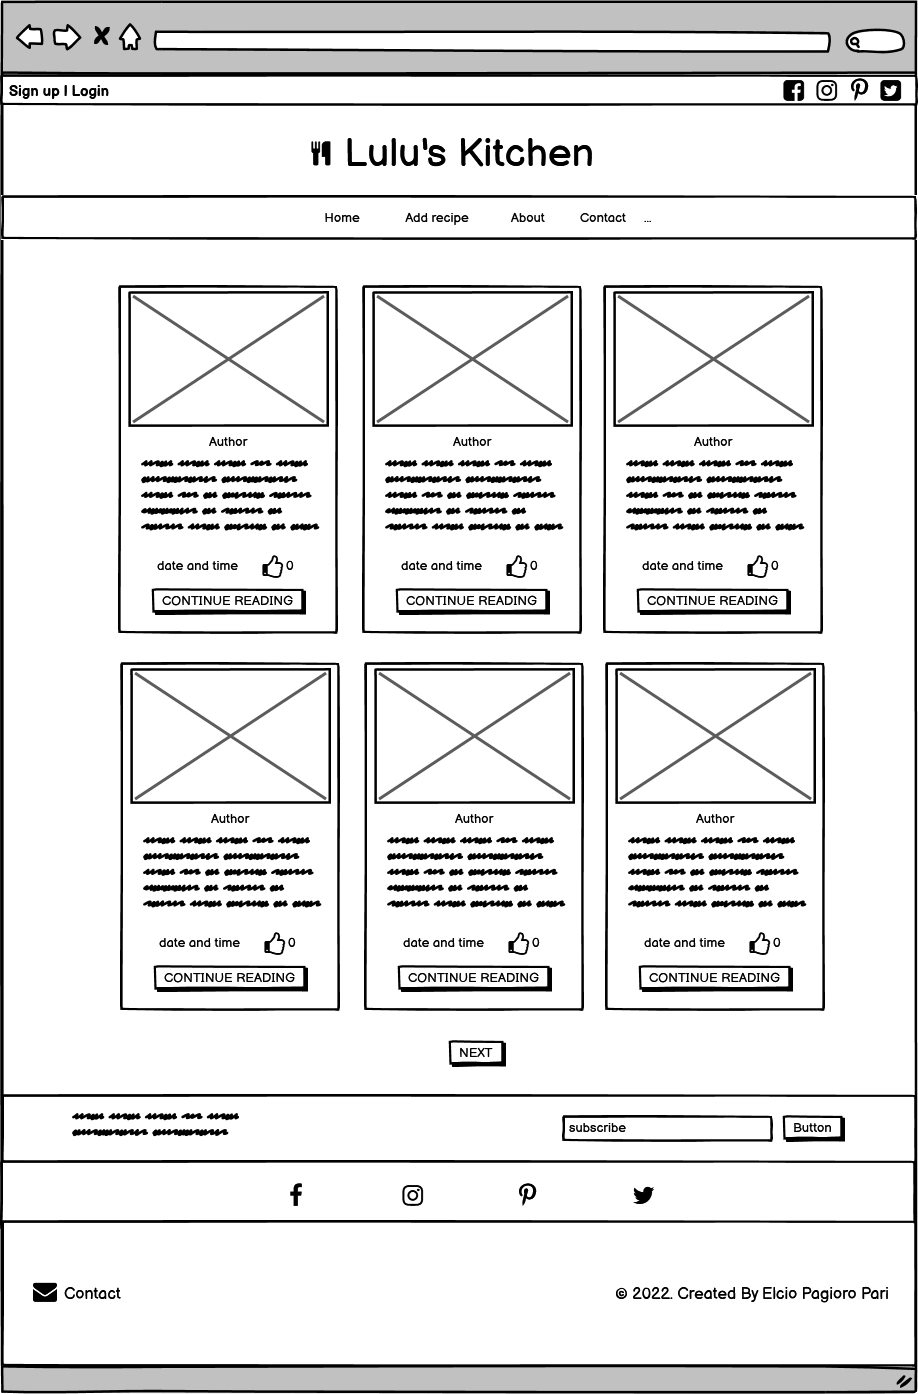 Sign up I Login
Lulu's Kitchen
Home Add recipe About Contact ...
Author Author Author
date and time 0 date and time 0 date and time 0
CONTINUE READING CONTINUE READING CONTINUE READING
Author Author Author
date and time 0 date and time 0 date and time 0
CONTINUE READING CONTINUE READING CONTINUE READING
NEXT
subscribe Button
Contact © 2022. Created By Elcio Pagioro Pari